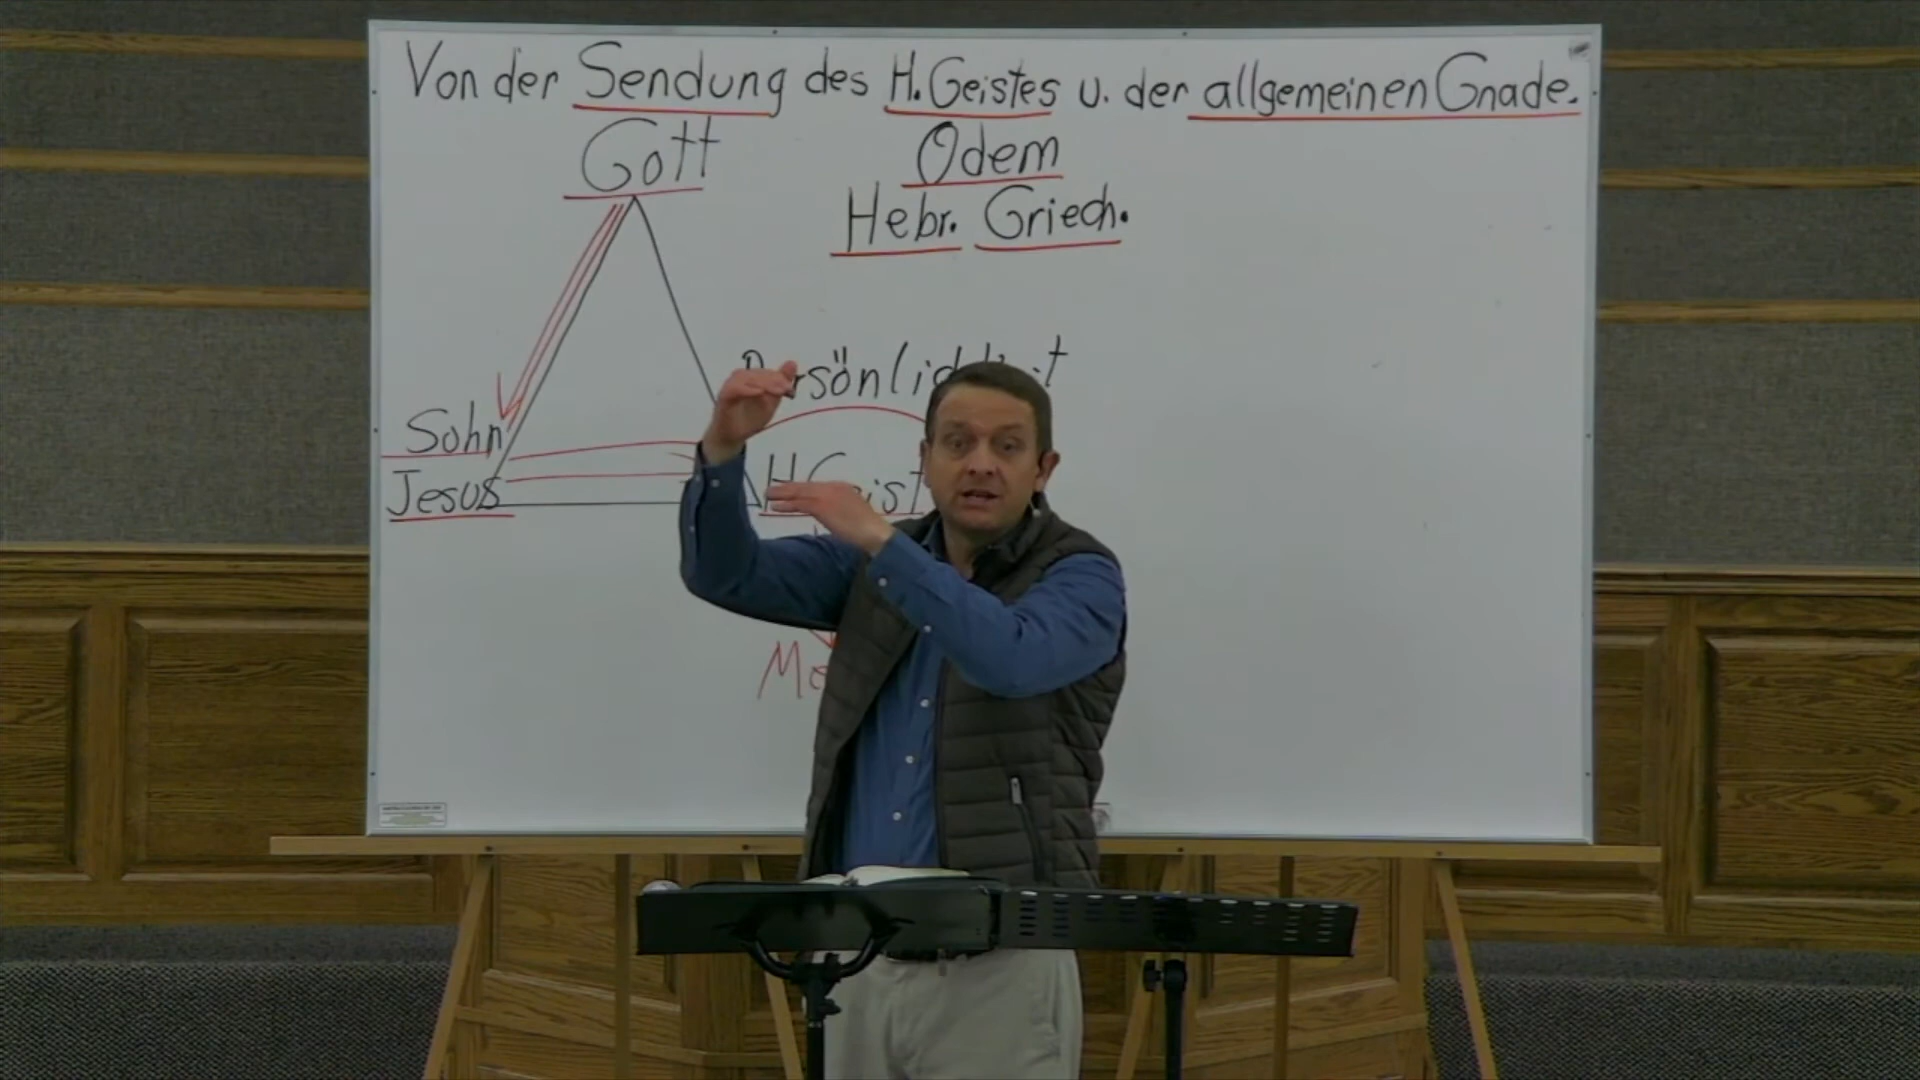 Von der Sendung des H. Geistes u. der allgemeinen Gnade.
Gott
Odem
Hebr. Griech.
Sohn
Jesus